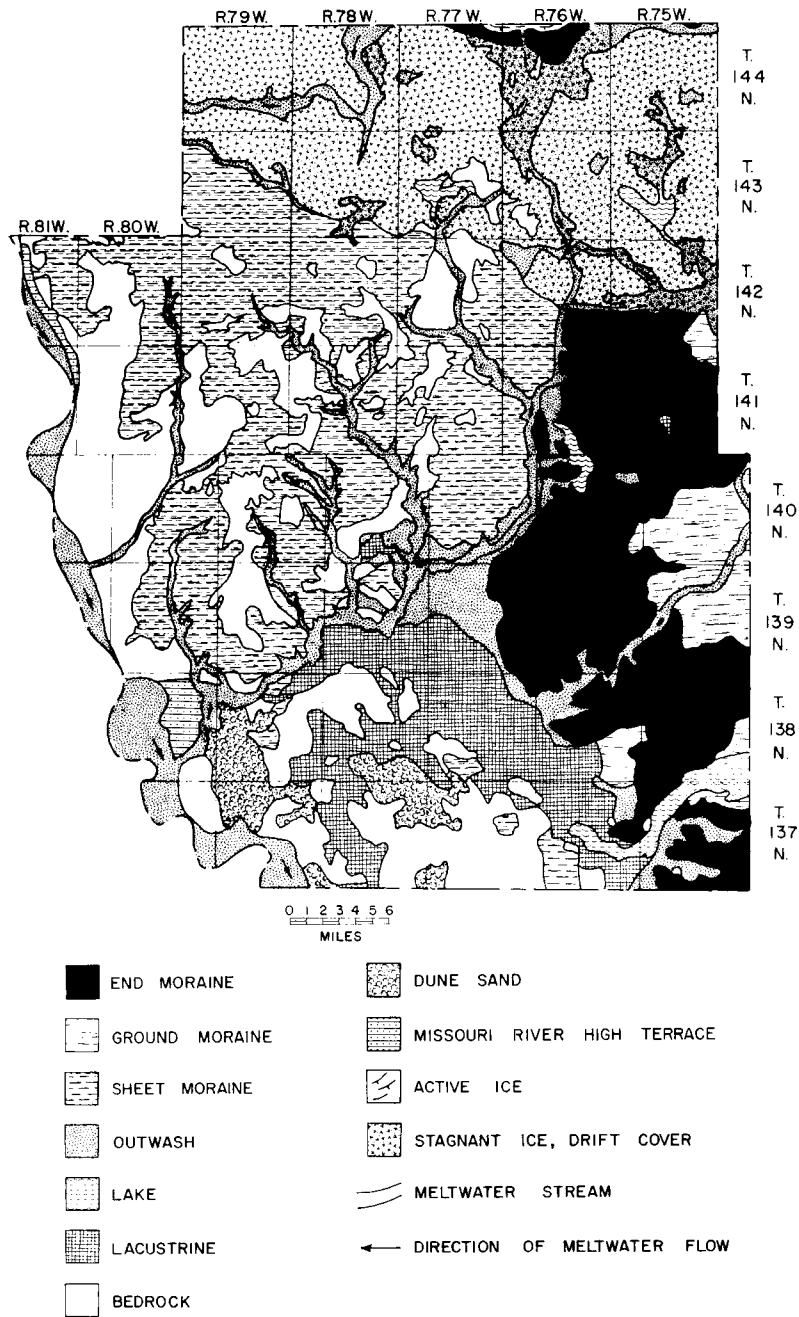 R.79W. R.78W. R.77W. R.76W. R.75W.
T.
144
N.
T.
143
N.
R.81W. R.80W.
T.
142
N.
T.
141
N.
T.
140
N.
T.
139
N.
T.
138
N.
T.
137
N.
0 1 2 3 4 5 6
MILES
END MORAINE
DUNE SAND
GROUND MORAINE
MISSOURI RIVER HIGH TERRACE
SHEET MORAINE
ACTIVE ICE
OUTWASH
STAGNANT ICE, DRIFT COVER
LAKE
MELTWATER STREAM
LACUSTRINE
DIRECTION OF MELTWATER FLOW
BEDROCK